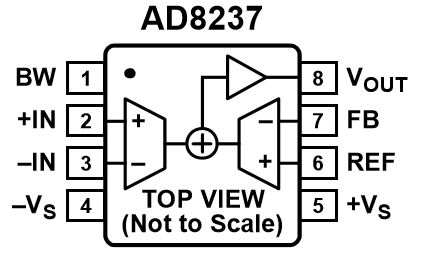 AD8237
BW 1 8 VOUT
+IN 2 + − 7 FB
–IN 3 − + 6 REF
–VS 4 TOP VIEW 5 +VS
(Not to Scale)